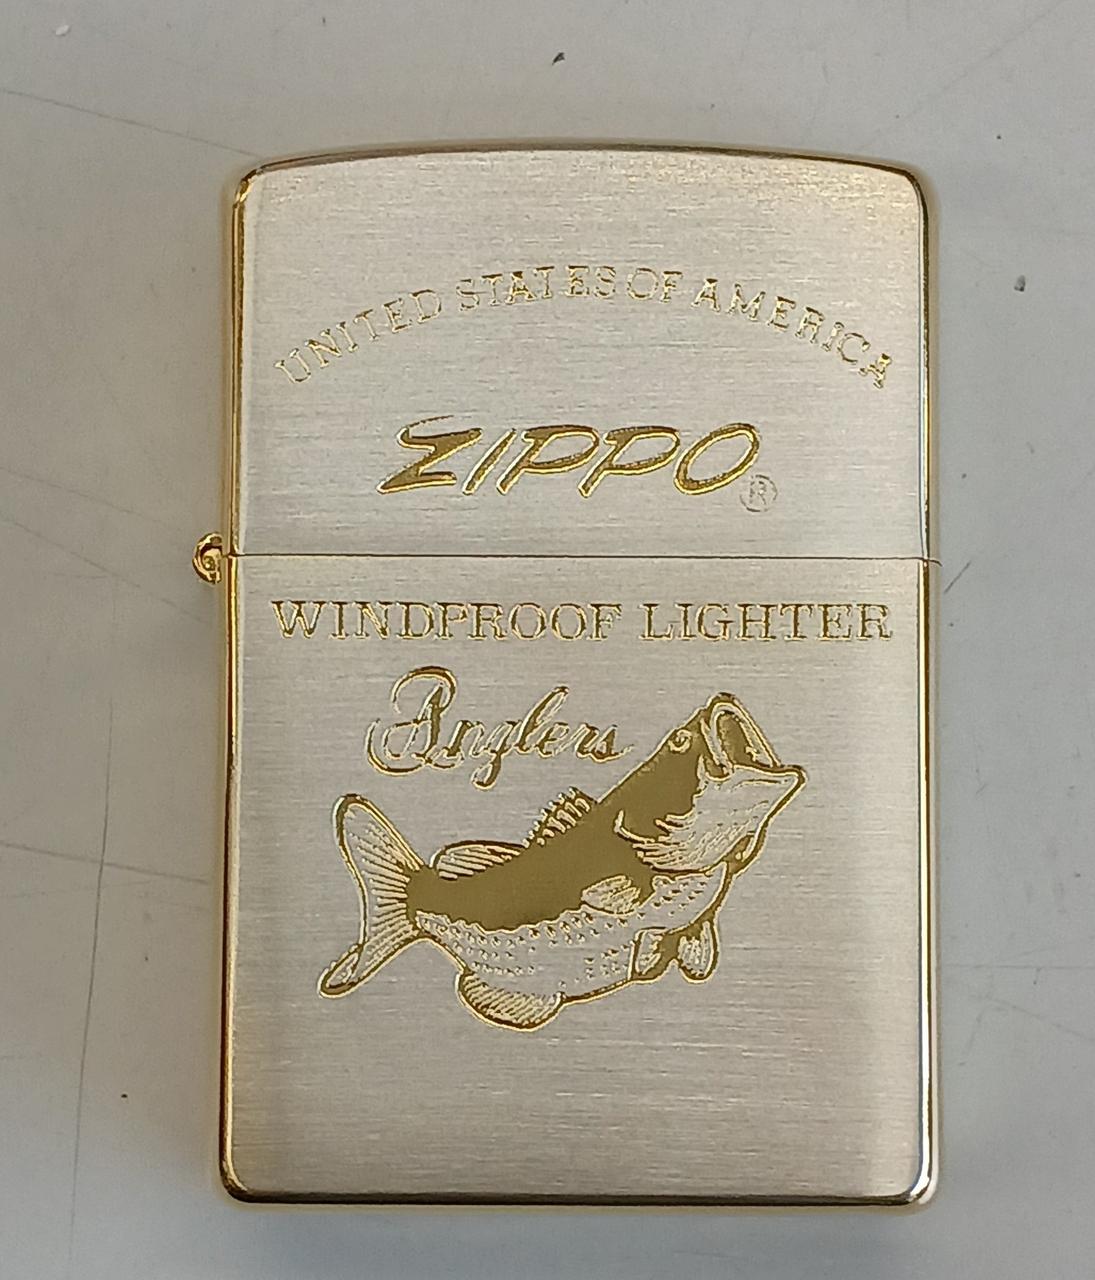 UNITED STATES OF AMERICA
ZIPPO®
WINDPROOF LIGHTER
Anglers